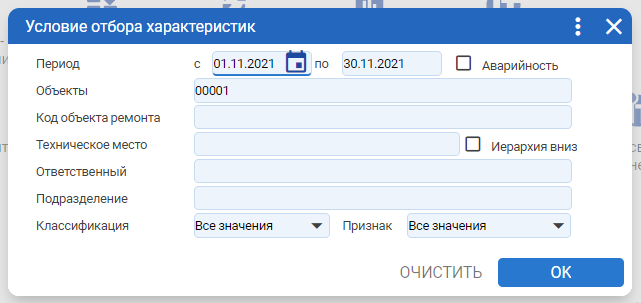 Условие отбора характеристик
Период с 01.11.2021 по 30.11.2021 Аварийность
Объекты 00001
Код объекта ремонта
Техническое место Иерархия вниз
Ответственный
Подразделение
Классификация Все значения Признак Все значения
ОЧИСТИТЬ OK